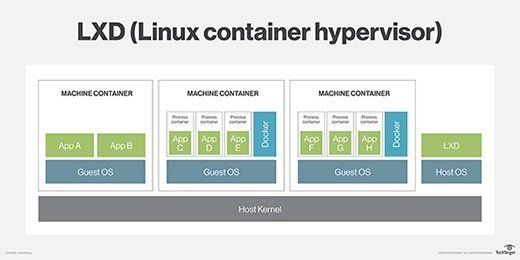 LXD (Linux container hypervisor)
MACHINE CONTAINER
App A
App B
Guest OS
MACHINE CONTAINER
Process container
App C
Process container
App D
Process container
App E
Docker
Guest OS
MACHINE CONTAINER
Process container
App F
Process container
App G
Process container
App H
Docker
Guest OS
LXD
Host OS
Host Kernel
TechTarget